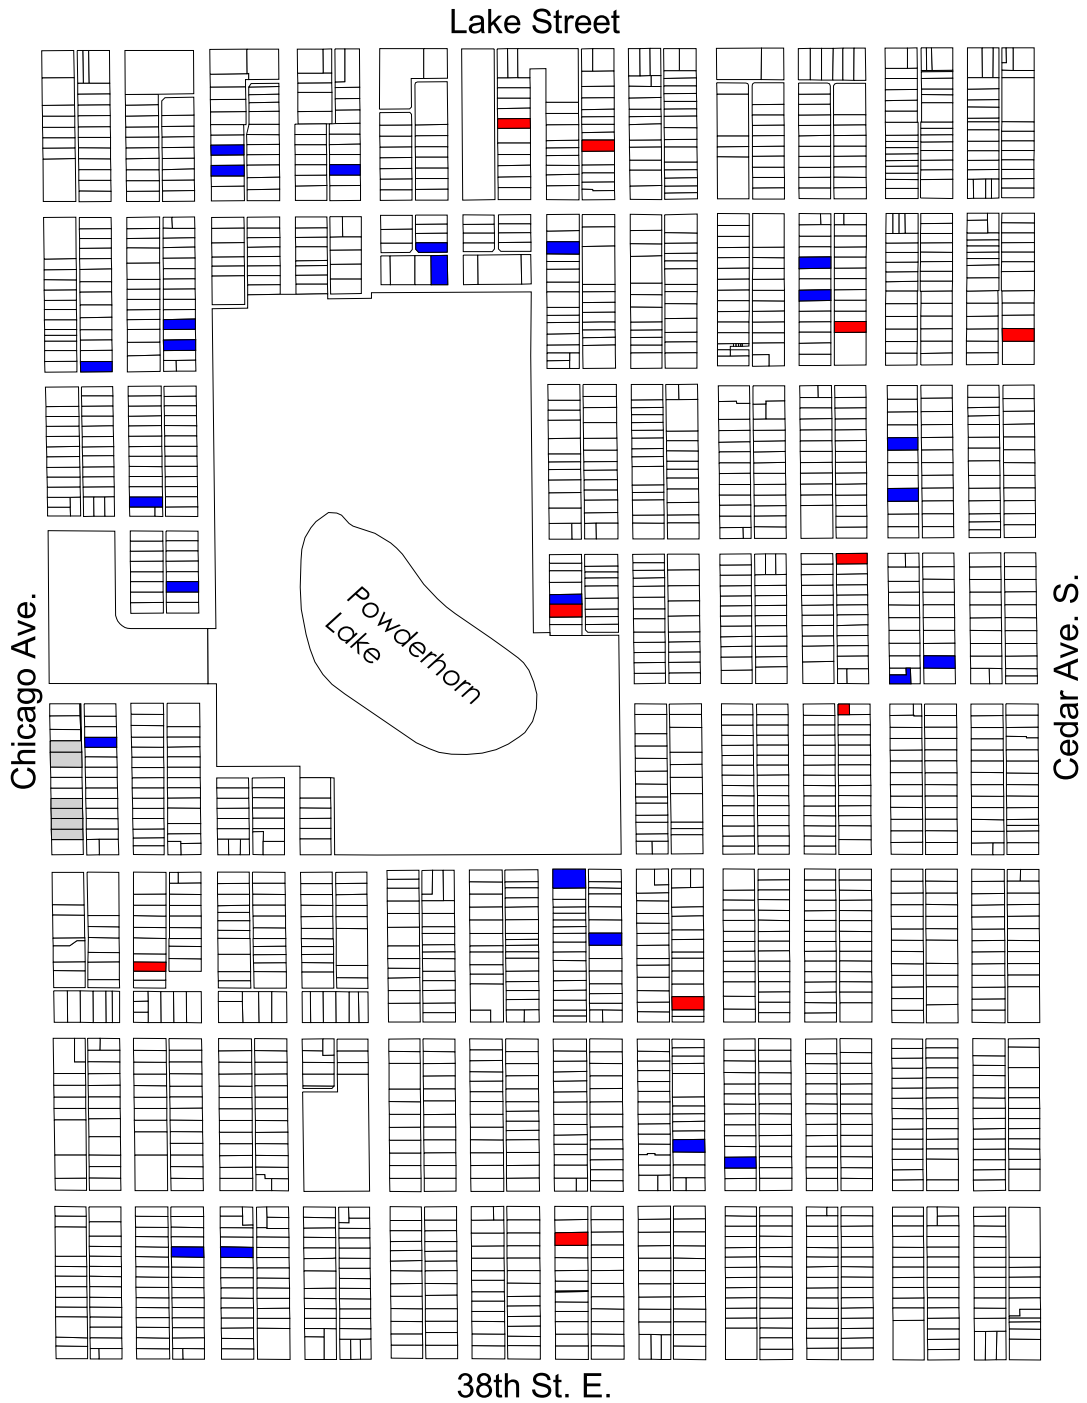 Lake Street
Chicago Ave.
Powderhorn
Lake
Cedar Ave. S.
38th St. E.